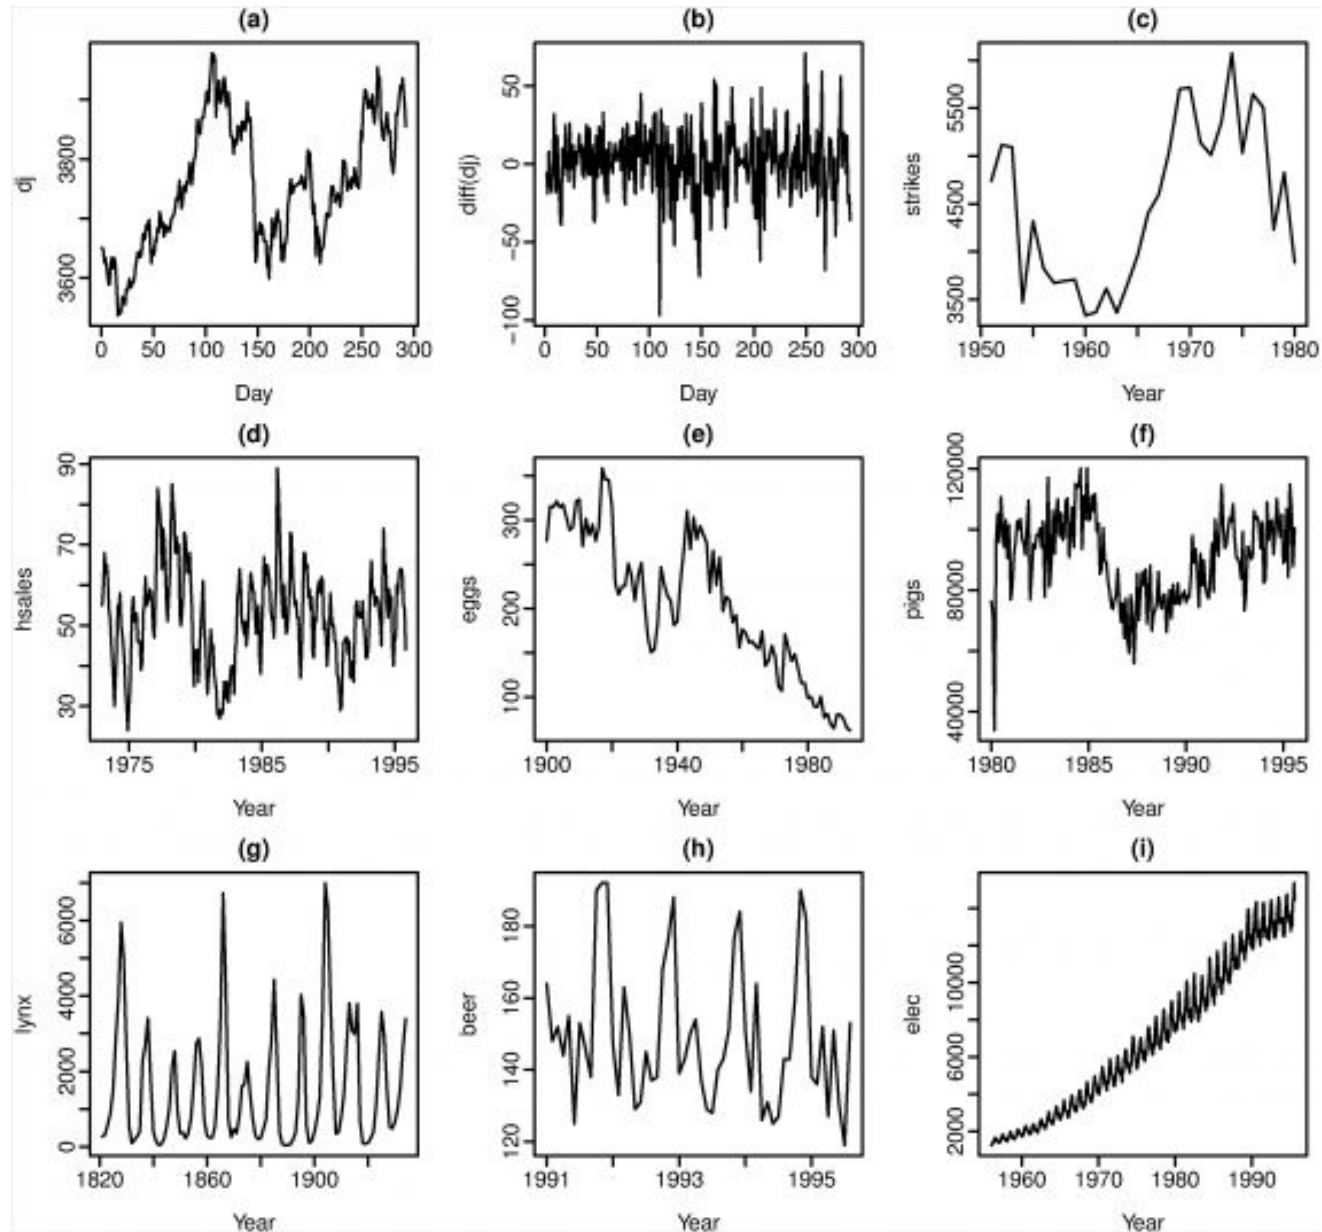 (a)
dj
3600 3800
0 50 100 150 200 250 300
Day
(b)
diff(dj)
−100 −50 0 50
0 50 100 150 200 250 300
Day
(c)
strikes
3500 4500 5500
1950 1960 1970 1980
Year
(d)
hsales
30 50 70 90
1975 1985 1995
Year
(e)
eggs
100 200 300
1900 1940 1980
Year
(f)
pigs
40000 80000 120000
1980 1985 1990 1995
Year
(g)
lynx
0 2000 4000 6000
1820 1860 1900
Year
(h)
beer
120 140 160 180
1991 1993 1995
Year
(i)
elec
2000 6000 10000
1960 1970 1980 1990
Year